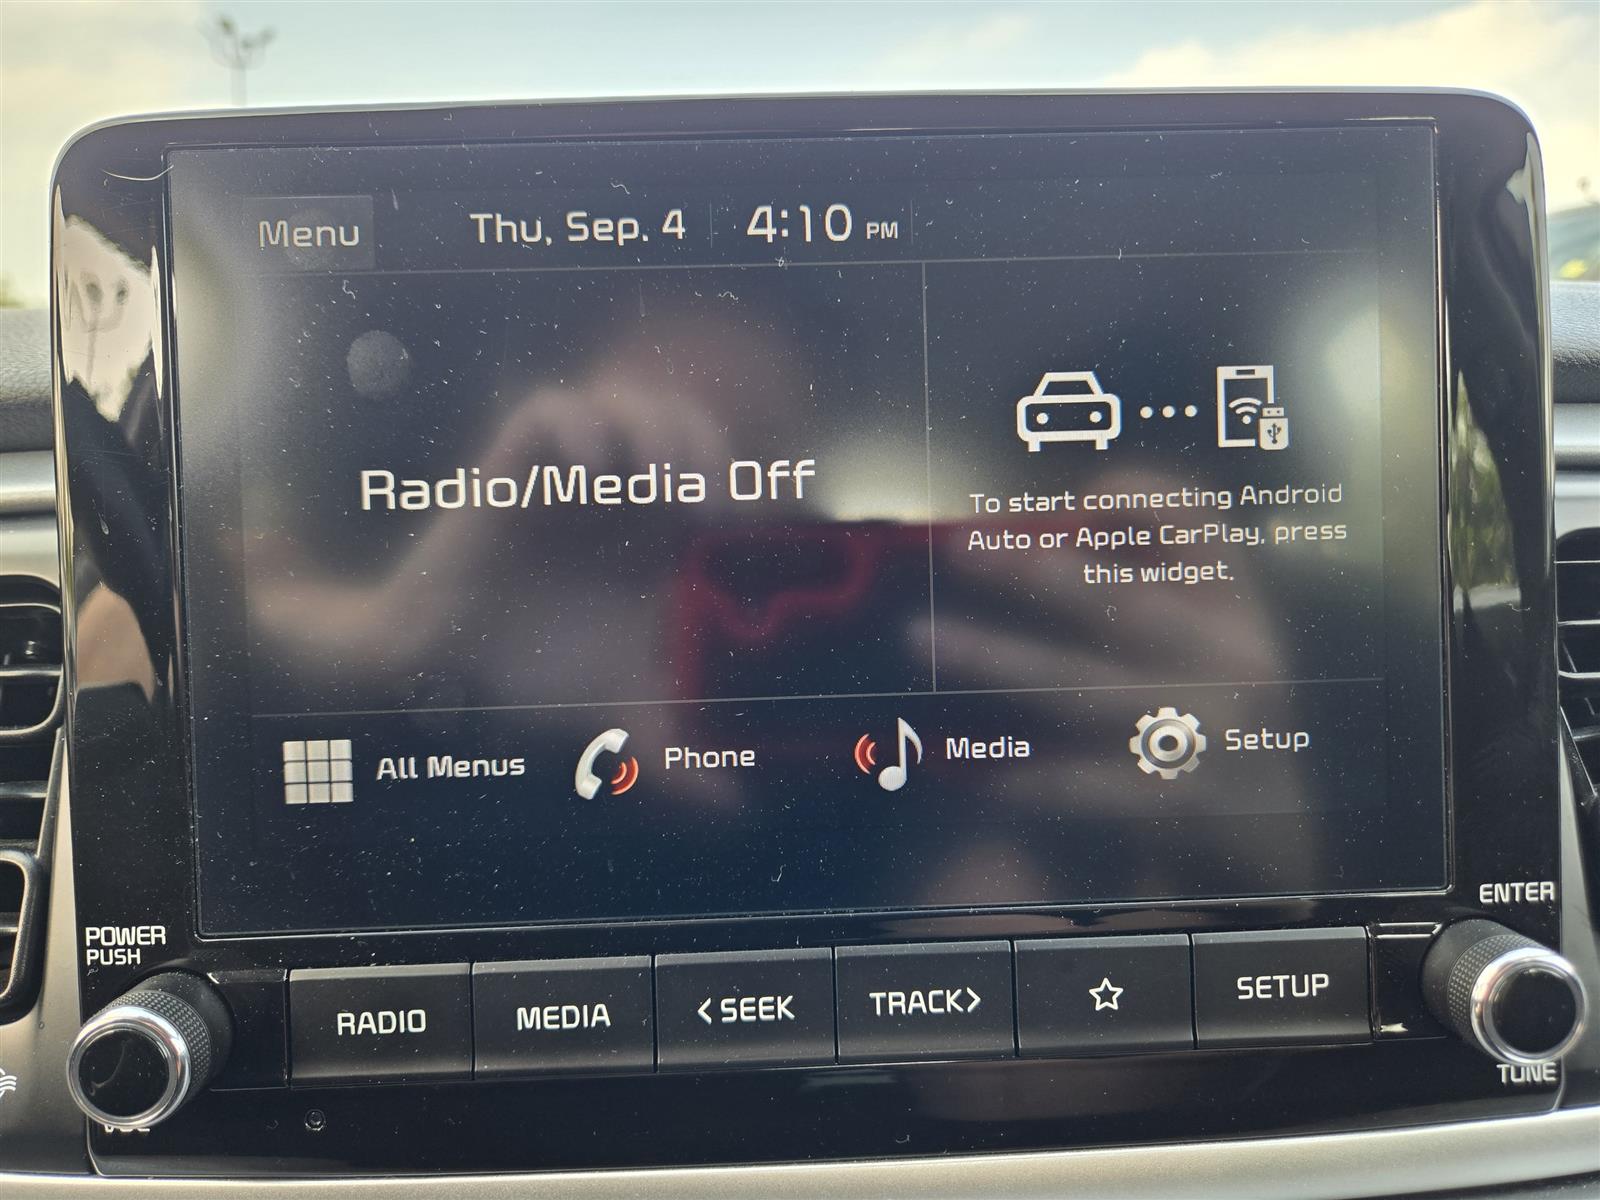 Menu
Thu, Sep. 4
4:10 PM
Radio/Media Off
To start connecting Android
Auto or Apple CarPlay, press
this widget.
All Menus
Phone
Media
Setup
POWER
PUSH
ENTER
RADIO
MEDIA
<SEEK
TRACK>
SETUP
VOL
TUNE